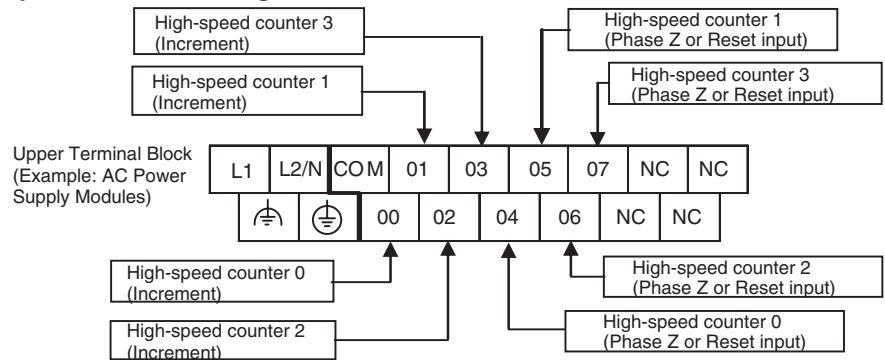 High-speed counter 3
(Increment)
High-speed counter 1
(Phase Z or Reset input)
High-speed counter 1
(Increment)
High-speed counter 3
(Phase Z or Reset input)
Upper Terminal Block
(Example: AC Power
Supply Modules)
L1 L2/N COM 01 03 05 07 NC NC
00 02 04 06 NC NC
High-speed counter 0
(Increment)
High-speed counter 2
(Phase Z or Reset input)
High-speed counter 2
(Increment)
High-speed counter 0
(Phase Z or Reset input)